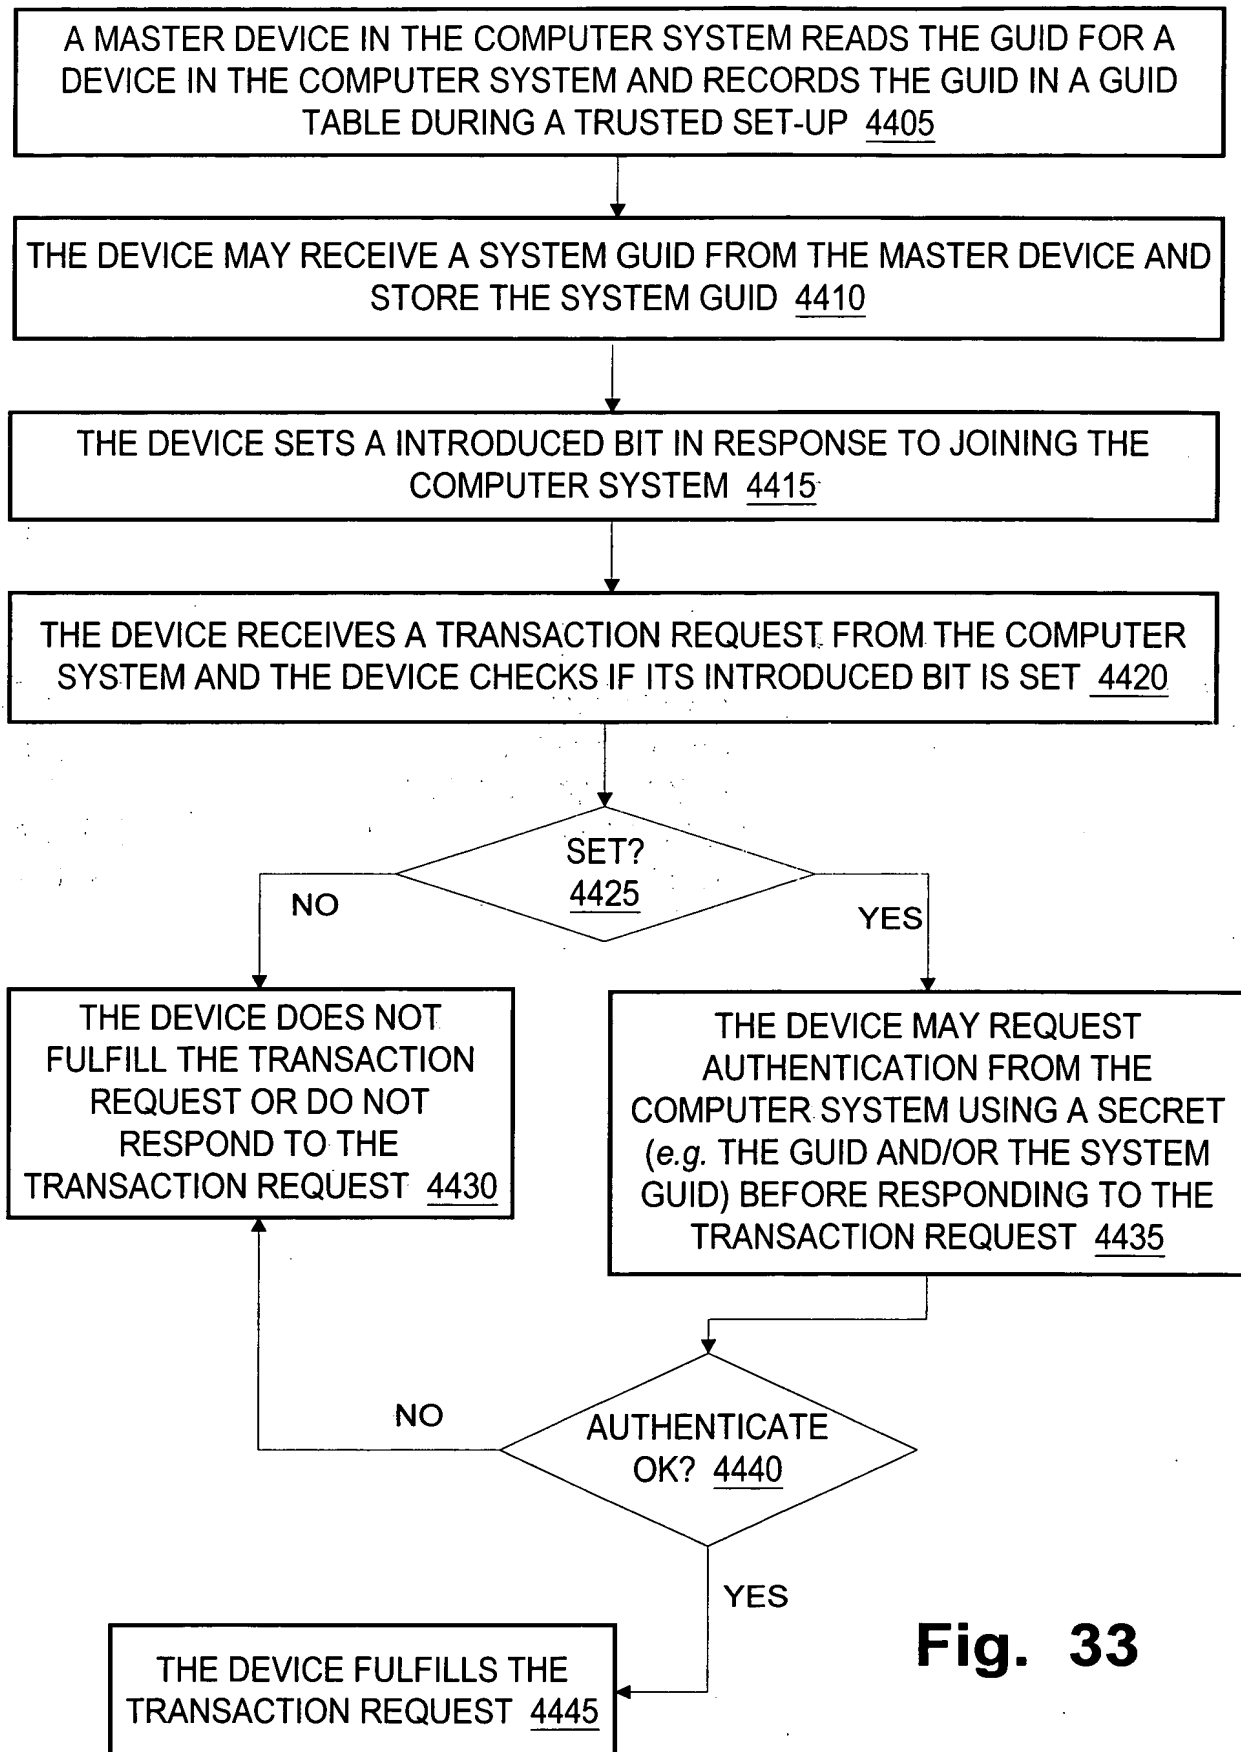 A MASTER DEVICE IN THE COMPUTER SYSTEM READS THE GUID FOR A
DEVICE IN THE COMPUTER SYSTEM AND RECORDS THE GUID IN A GUID
TABLE DURING A TRUSTED SET-UP 4405
THE DEVICE MAY RECEIVE A SYSTEM GUID FROM THE MASTER DEVICE AND
STORE THE SYSTEM GUID 4410
THE DEVICE SETS A INTRODUCED BIT IN RESPONSE TO JOINING THE
COMPUTER SYSTEM 4415
THE DEVICE RECEIVES A TRANSACTION REQUEST FROM THE COMPUTER
SYSTEM AND THE DEVICE CHECKS IF ITS INTRODUCED BIT IS SET 4420
SET?
4425
NO
YES
THE DEVICE DOES NOT
FULFILL THE TRANSACTION
REQUEST OR DO NOT
RESPOND TO THE
TRANSACTION REQUEST 4430
THE DEVICE MAY REQUEST
AUTHENTICATION FROM THE
COMPUTER SYSTEM USING A SECRET
(e.g. THE GUID AND/OR THE SYSTEM
GUID) BEFORE RESPONDING TO THE
TRANSACTION REQUEST 4435
NO
AUTHENTICATE
OK? 4440
YES
THE DEVICE FULFILLS THE
TRANSACTION REQUEST 4445
Fig. 33